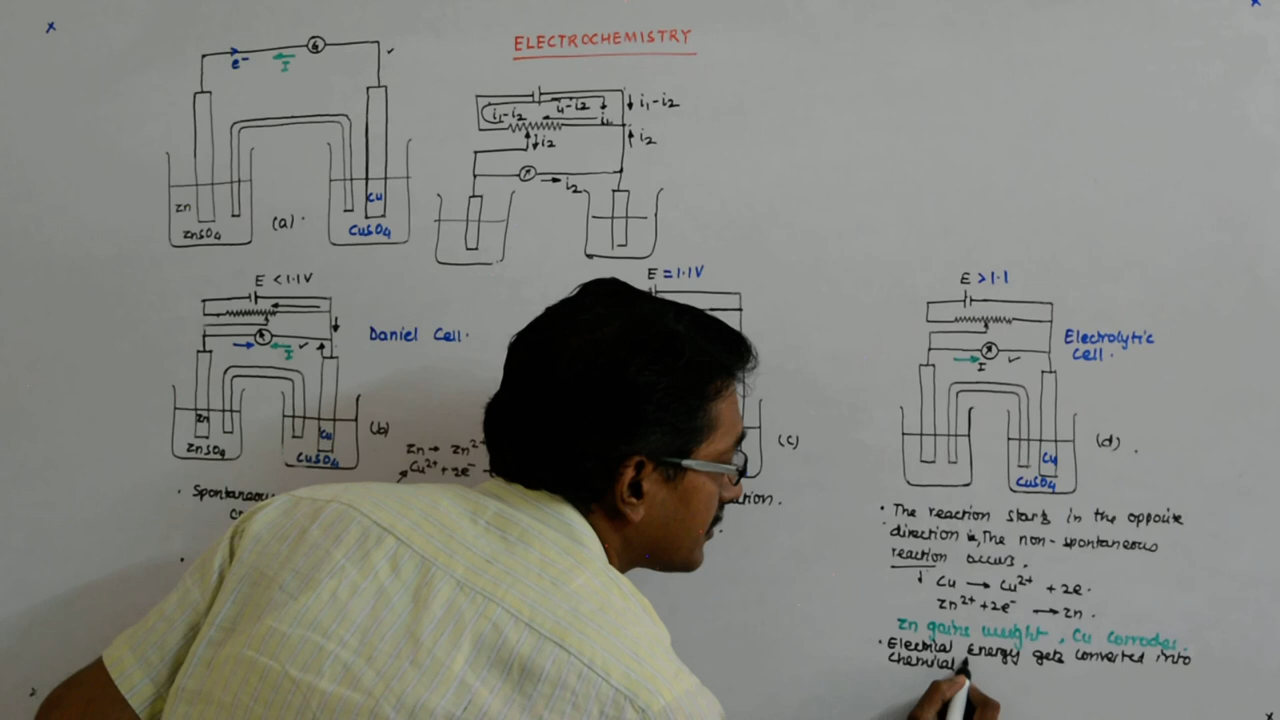 ELECTROCHEMISTRY
e-
I
G
Zn
ZnSO4
(a).
Cu
CuSO4
i1-i2
i1-i2
i1
i1-i2
i2
i2
i2
E < 1.1V
I
Zn
ZnSO4
Cu
CuSO4
Daniel Cell.
(b)
Zn → Zn2+
Cu2+ + 2e-
E = 1.1V
(c)
E > 1.1
I
Electrolytic
Cell.
Cu
CuSO4
(d).
• The reaction starts in the opposite
direction ie, The non-spontaneous
reaction occurs.
↓ Cu → Cu2+ + 2e.
Zn2+ + 2e- → Zn.
Zn gains weight, Cu corrodes.
• Electrical Energy gets converted into
Chemical